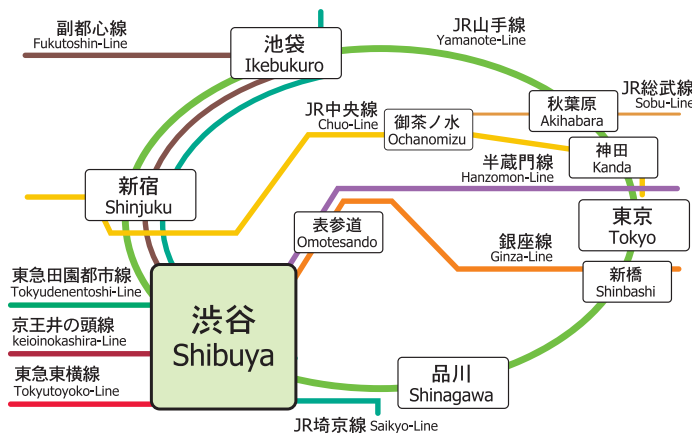 副都心線
Fukutoshin-Line
池袋
Ikebukuro
JR山手線
Yamanote-Line
JR総武線
Sobu-Line
秋葉原
Akihabara
JR中央線
Chuo-Line
御茶ノ水
Ochanomizu
神田
Kanda
半蔵門線
Hanzomon-Line
新宿
Shinjuku
表参道
Omotesando
東京
Tokyo
銀座線
Ginza-Line
新橋
Shinbashi
東急田園都市線
Tokyudenentoshi-Line
京王井の頭線
keioinokashira-Line
東急東横線
Tokyutoyoko-Line
渋谷
Shibuya
品川
Shinagawa
JR埼京線 Saikyo-Line